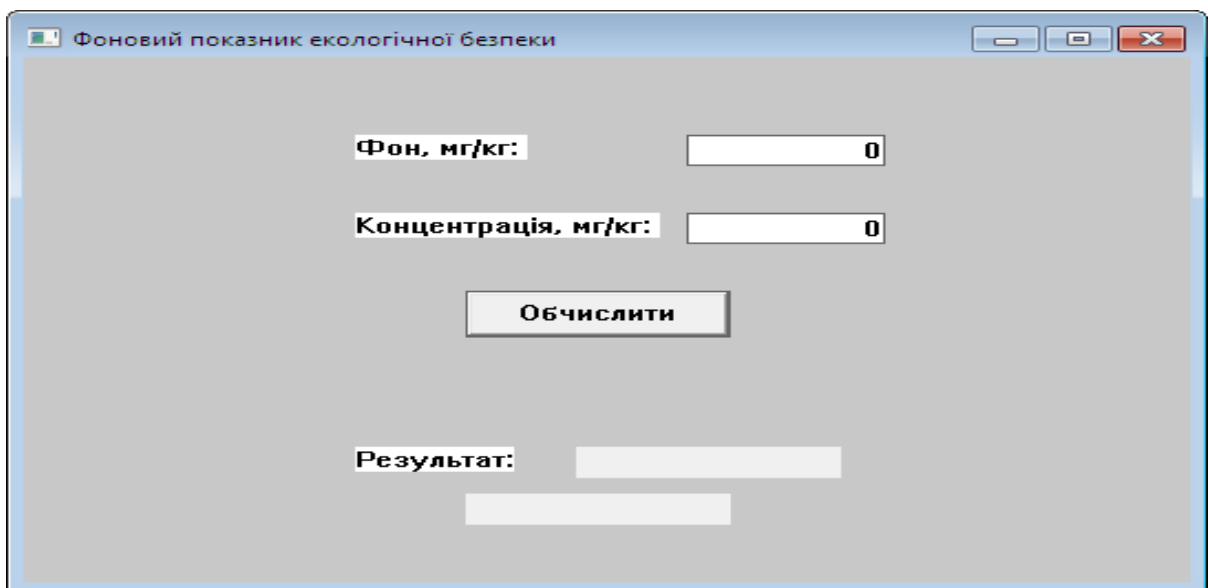 Фоновий показник екологічної безпеки
Фон, мг/кг: 0
Концентрація, мг/кг: 0
Обчислити
Результат: